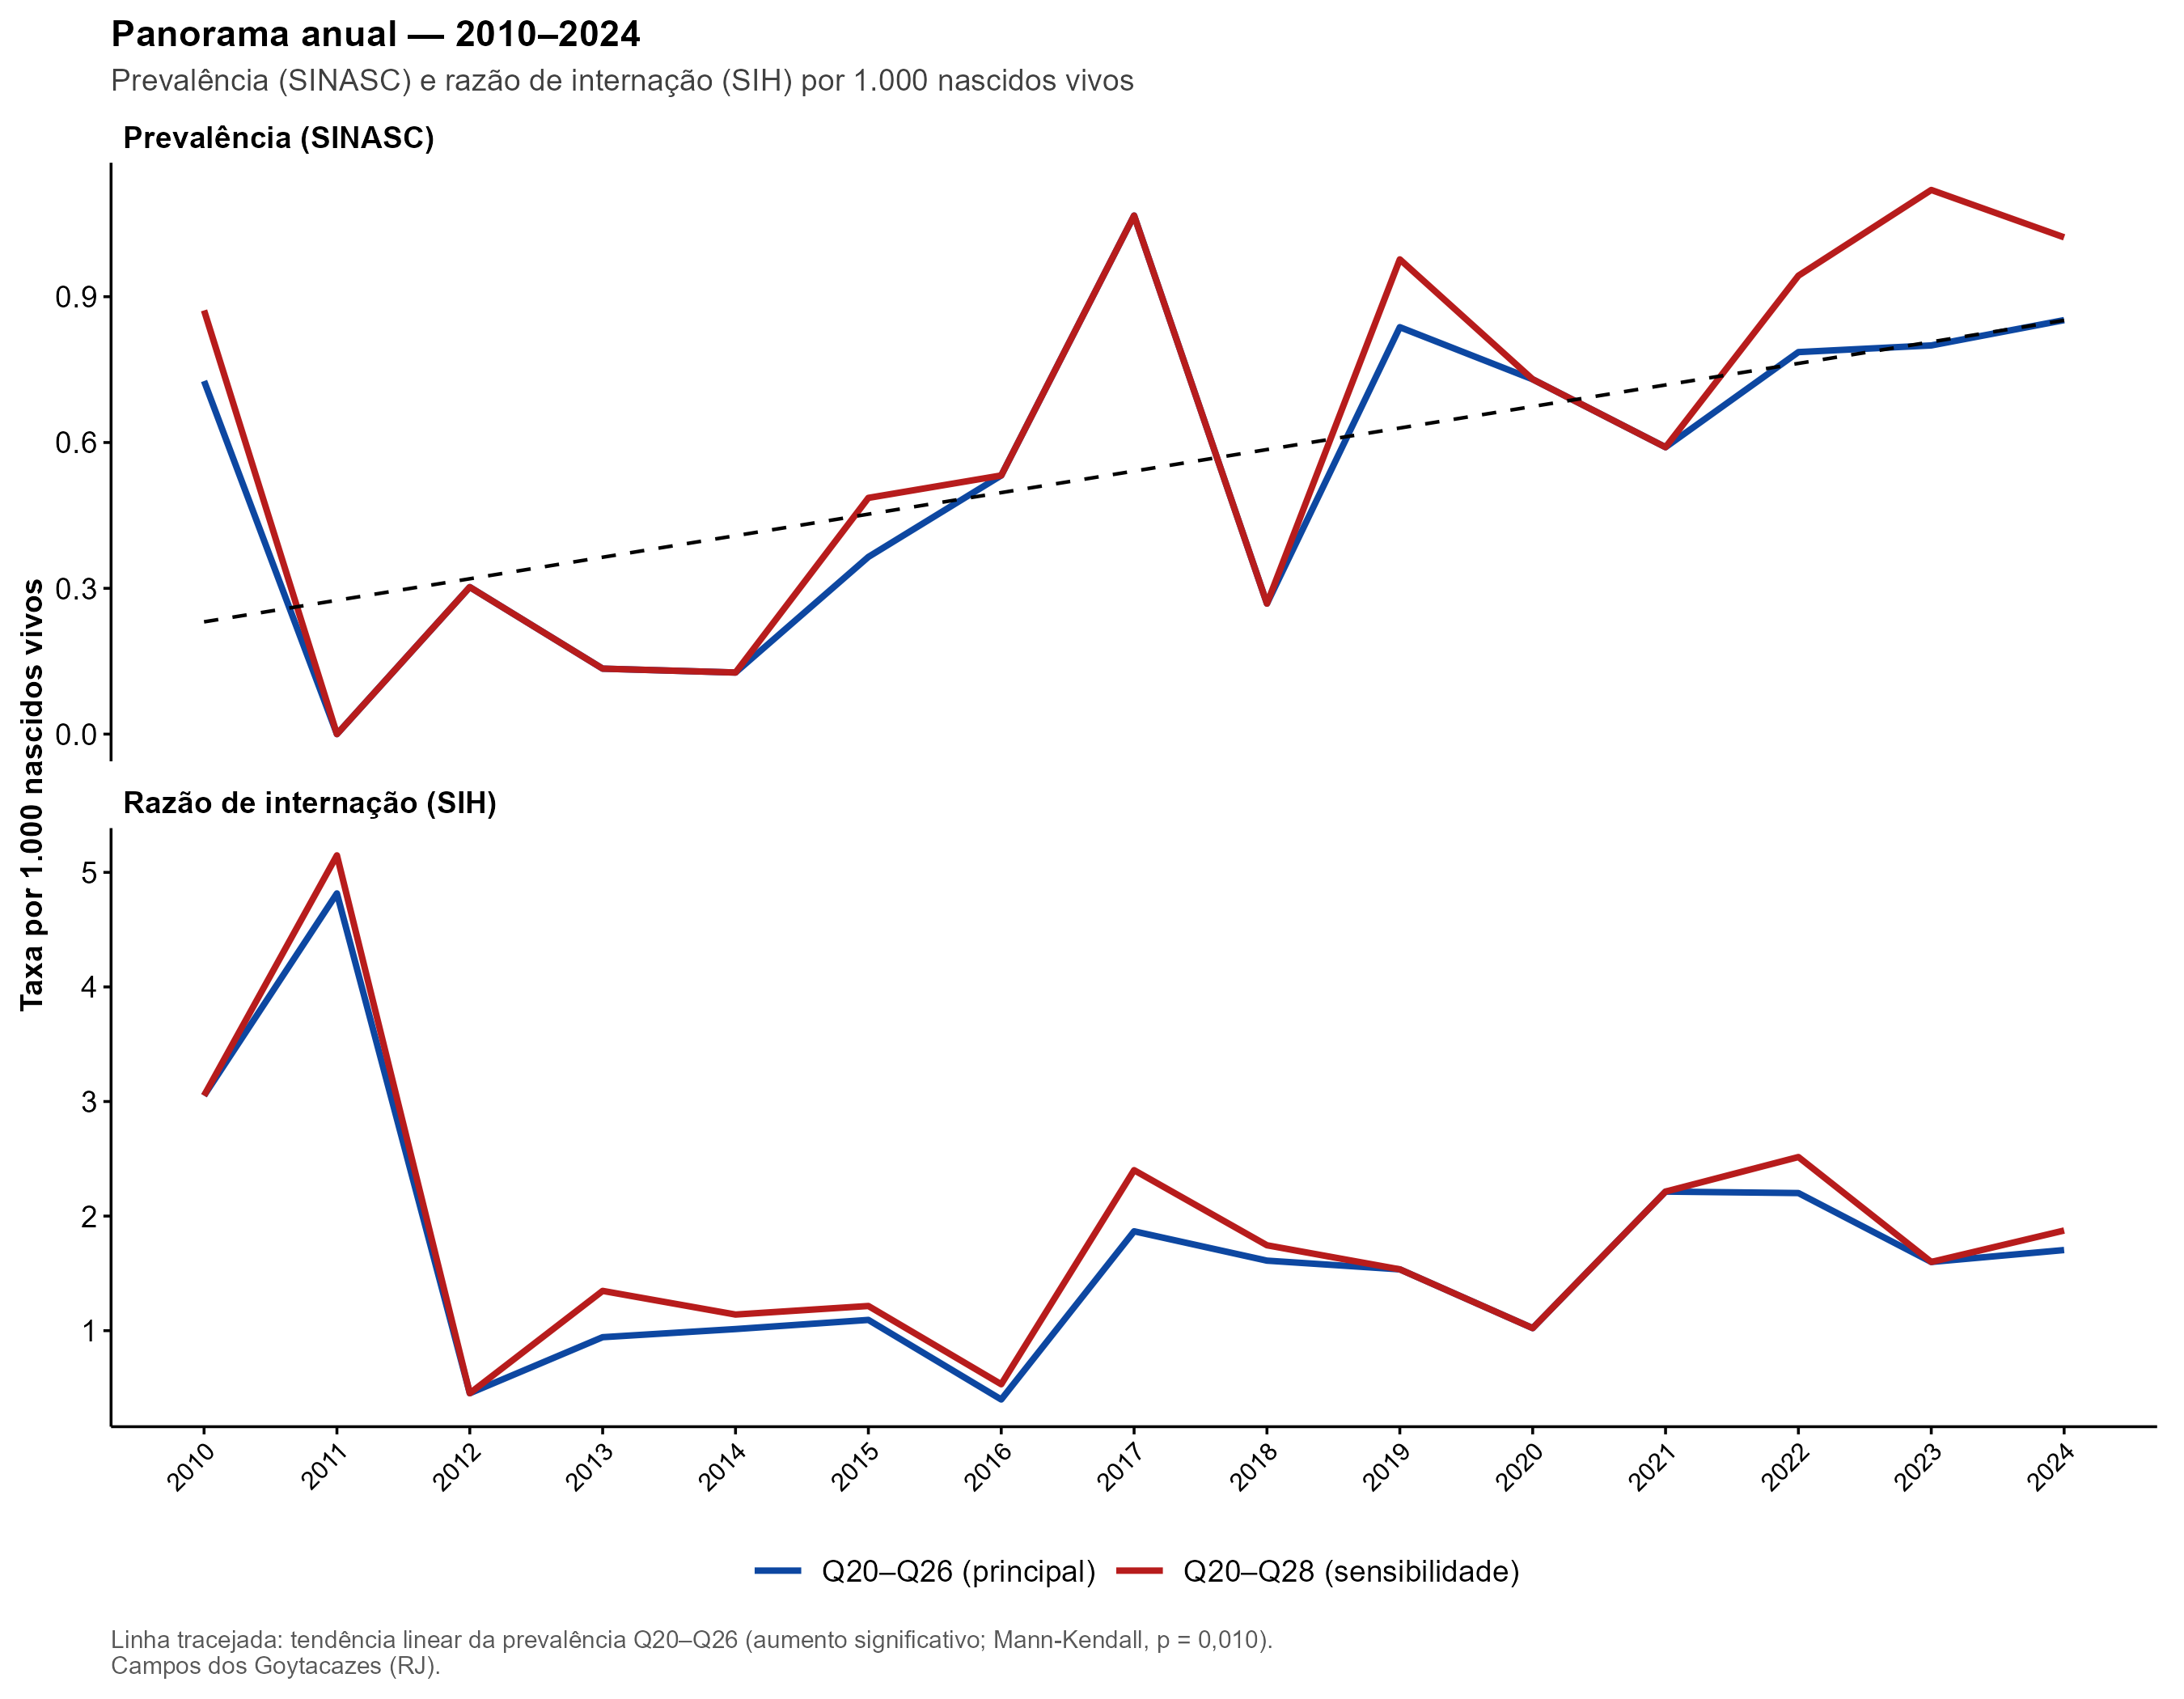 Panorama anual — 2010–2024
Prevalência (SINASC) e razão de internação (SIH) por 1.000 nascidos vivos
Prevalência (SINASC)
0.9
0.6
0.3
0.0
Taxa por 1.000 nascidos vivos
Razão de internação (SIH)
5
4
3
2
1
2010
2011
2012
2013
2014
2015
2016
2017
2018
2019
2020
2021
2022
2023
2024
Q20–Q26 (principal)
Q20–Q28 (sensibilidade)
Linha tracejada: tendência linear da prevalência Q20–Q26 (aumento significativo; Mann-Kendall, p = 0,010).
Campos dos Goytacazes (RJ).